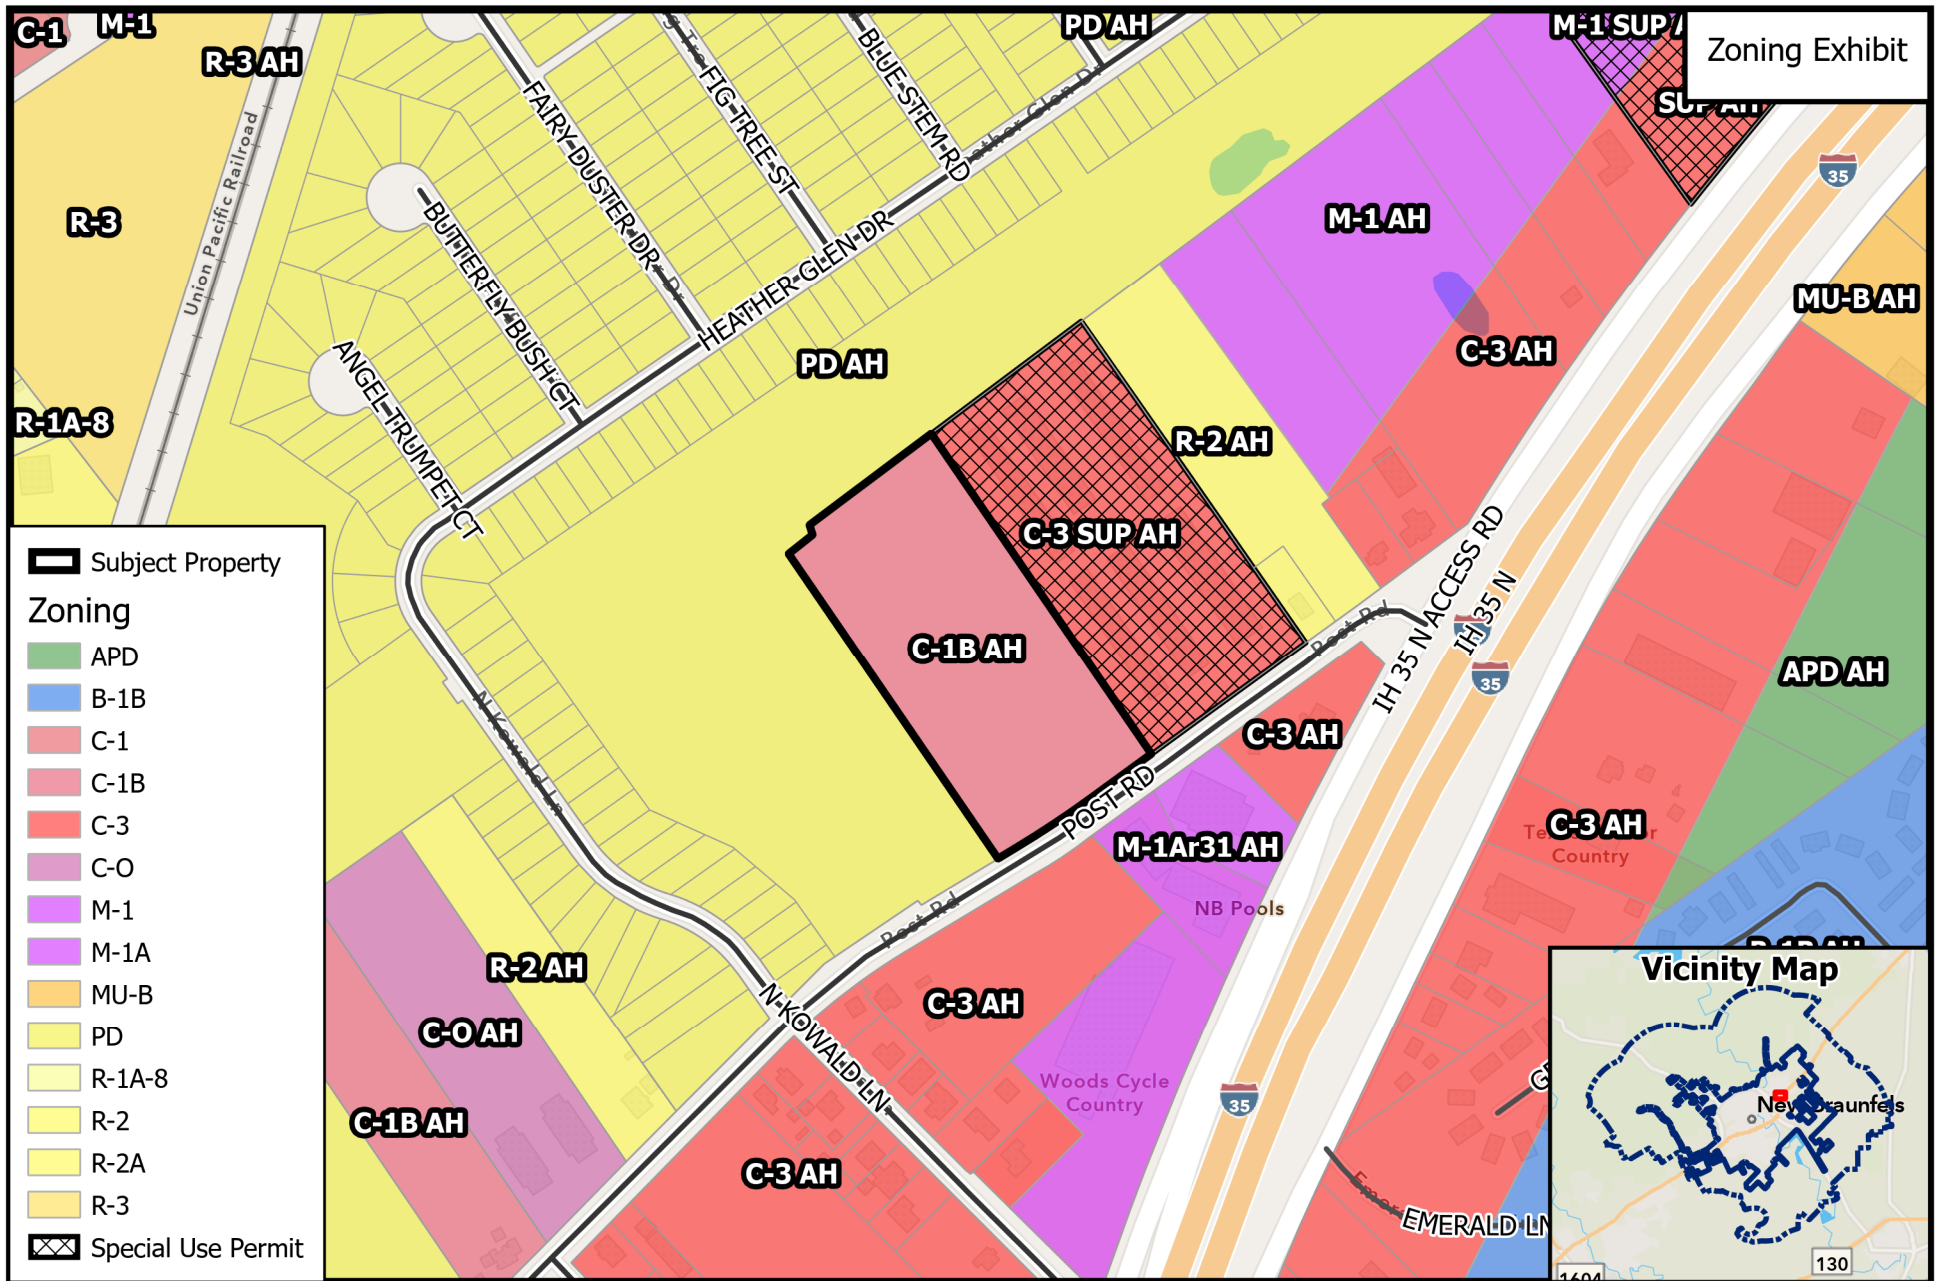 C-1
M-1
R-3 AH
PD AH
M-1 SUP
Zoning Exhibit
SUP AH
Union Pacific Railroad
R-3
FAIRY DUSTER DR
FIG TREE ST
BLUE STEM RD
HEATHER GLEN DR
BUTTERFLY BUSH CT
ANGEL TRUMPET CT
35
M-1 AH
MU-B AH
C-3 AH
PD AH
R-1A-8
R-2 AH
C-3 SUP AH
C-1B AH
Post Rd
IH 35 N ACCESS RD
IH 35 N
35
APD AH
C-3 AH
POST RD
M-1Ar31 AH
NB Pools
C-3 AH
Country
N Kowald Ln
Post Rd
R-2 AH
C-O AH
C-1B AH
C-3 AH
N KOWALD LN
Woods Cycle
Country
35
C-3 AH
EMERALD LN
Subject Property
Zoning
APD
B-1B
C-1
C-1B
C-3
C-O
M-1
M-1A
MU-B
PD
R-1A-8
R-2
R-2A
R-3
Special Use Permit
Vicinity Map
New Braunfels
130
1604